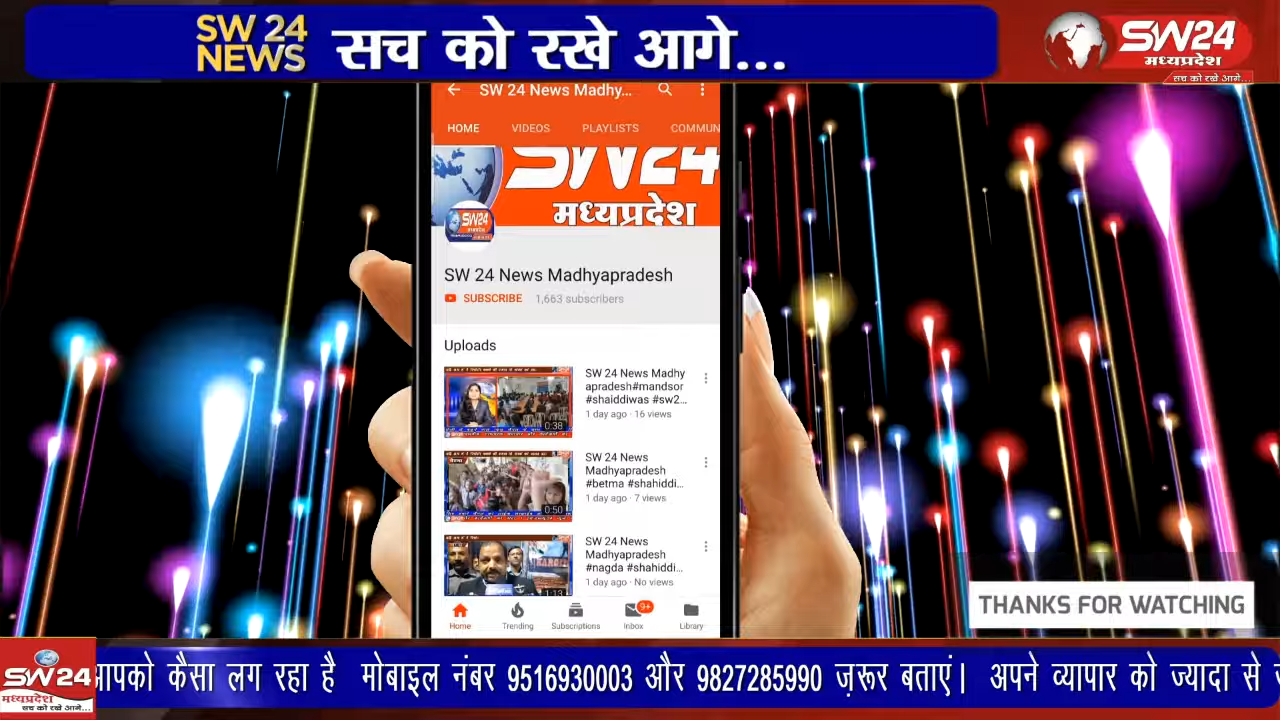 SW 24
NEWS
सच को रखे आगे...
SW24
मध्यप्रदेश
सच को रखे आगे...
SW 24 News Madhy...
HOME VIDEOS PLAYLISTS COMMUN
SW24
मध्यप्रदेश
SW24
SW 24 News Madhyapradesh
SUBSCRIBE 1,663 subscribers
Uploads
SW 24 News Madhy
apradesh#mandsor
#shaiddiwas #sw2...
1 day ago · 16 views
0:38
SW 24 News
Madhyapradesh
#betma #shahiddi...
1 day ago · 7 views
0:50
SW 24 News
Madhyapradesh
#nagda #shahiddi...
1 day ago · No views
1:13
9+
Home Trending Subscriptions Inbox Library
THANKS FOR WATCHING
SW24
मध्यप्रदेश
सच को रखे आगे...
आपको कैसा लग रहा है मोबाइल नंबर 9516930003 और 9827285990 ज़रूर बताएं। अपने व्यापार को ज्यादा से